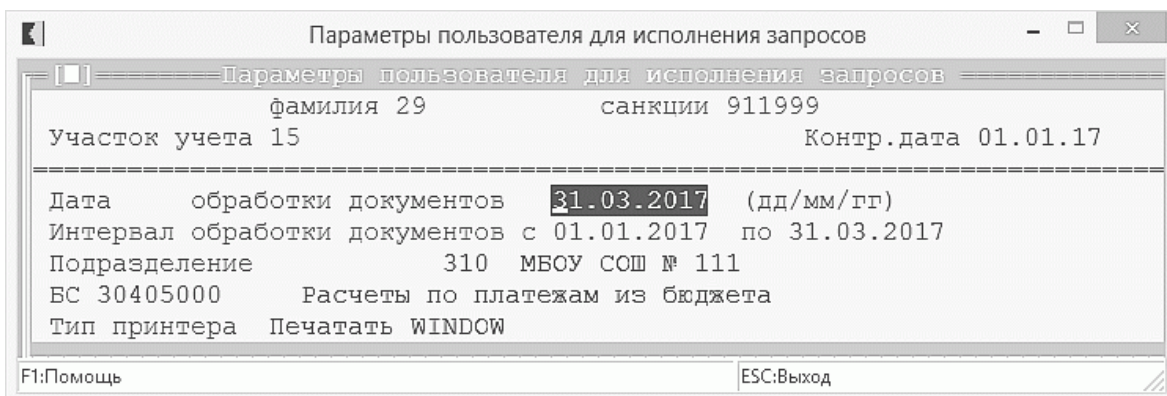 Параметры пользователя для исполнения запросов
Параметры пользователя для исполнения запросов
фамилия 29 санкции 911999
Участок учета 15 Контр.дата 01.01.17
Дата обработки документов 31.03.2017 (дд/мм/гг)
Интервал обработки документов с 01.01.2017 по 31.03.2017
Подразделение 310 МБОУ СОШ № 111
БС 30405000 Расчеты по платежам из бюджета
Тип принтера Печатать WINDOW
F1:Помощь ESC:Выход